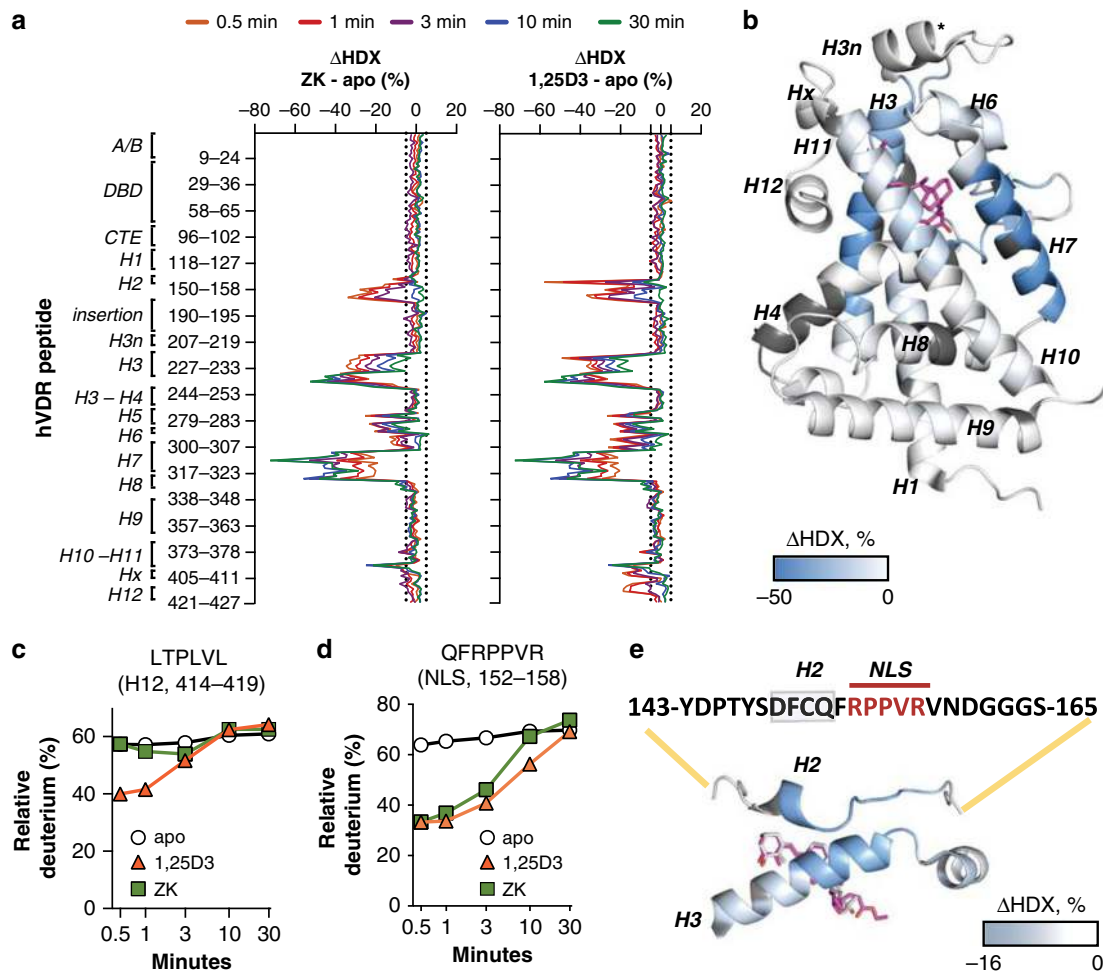 a
0.5 min 1 min 3 min 10 min 30 min
ΔHDX
ZK - apo (%)
ΔHDX
1,25D3 - apo (%)
−80 −60 −40 −20 0 20
−80 −60 −40 −20 0 20
hVDR peptide
A/B
9–24
DBD
29–36
58–65
CTE
96–102
H1
118–127
H2
150–158
insertion
190–195
H3n
207–219
H3
227–233
H3 – H4
244–253
H5
279–283
H6
300–307
H7
317–323
H8
338–348
H9
357–363
H10 –H11
373–378
Hx
405–411
H12
421–427
b
H3n
*
Hx
H3
H6
H11
H12
H7
H4
H8
H10
H9
H1
ΔHDX, %
−50 0
c
LTPLVL
(H12, 414–419)
Relative
deuterium (%)
60
40
20
0
apo
1,25D3
ZK
0.5 1 3 10 30
Minutes
d
QFRPPVR
(NLS, 152–158)
Relative
deuterium (%)
80
60
40
20
0
apo
1,25D3
ZK
0.5 1 3 10 30
Minutes
e
H2 NLS
143-YDPTYSDFCQFRPPVRVNDGGGS-165
H2
H3
ΔHDX, %
−16 0